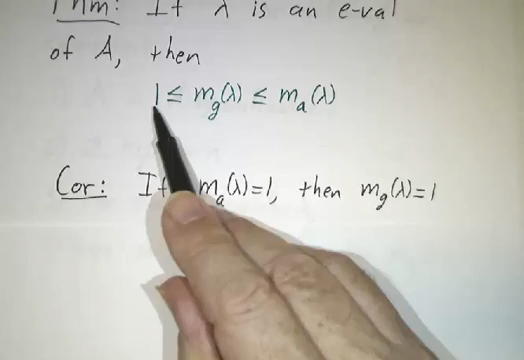 Thm: If λ is an e-val
of A, then
1 ≤ m_g(λ) ≤ m_a(λ)
Cor: If m_a(λ)=1, then m_g(λ)=1